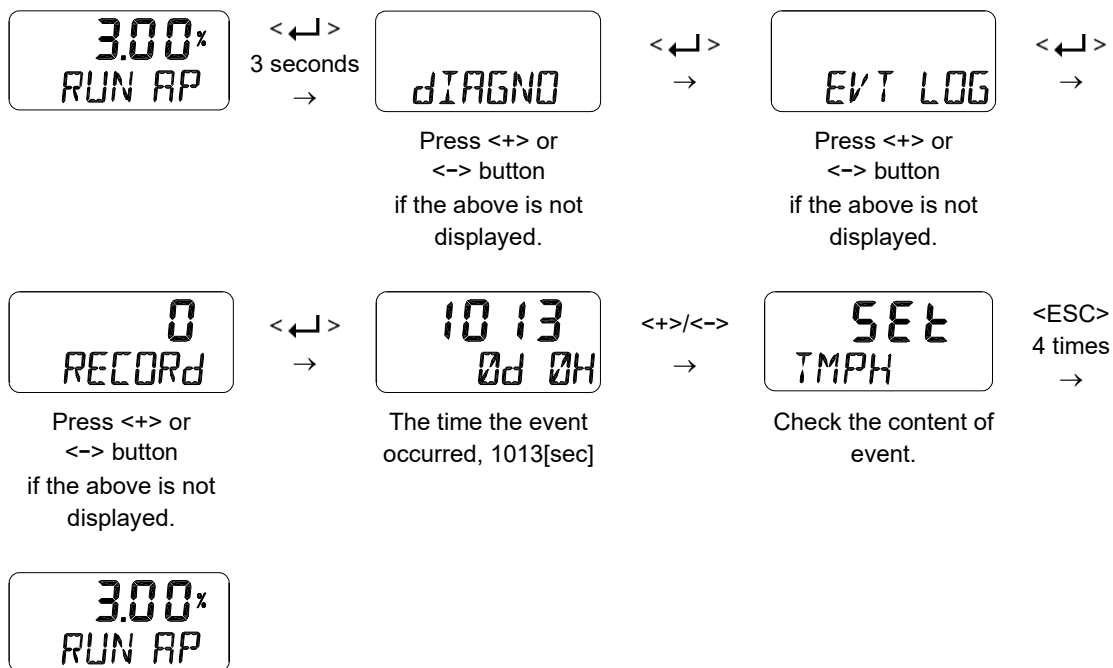 3.00%
RUN AP
< ↵ >
3 seconds
→
dIAGNO
< ↵ >
→
EVT LOG
< ↵ >
→
Press <+> or
<−> button
if the above is not
displayed.
Press <+> or
<−> button
if the above is not
displayed.
0
RECORd
< ↵ >
→
1013
0d 0H
<+>/<−>
→
SEt
TMPH
<ESC>
4 times
→
Press <+> or
<−> button
if the above is not
displayed.
The time the event
occurred, 1013[sec]
Check the content of
event.
3.00%
RUN AP